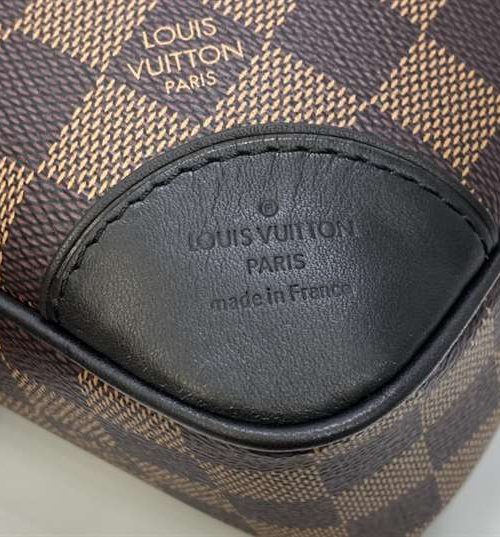 LOUIS
VUITTON
PARIS
LOUIS VUITTON
PARIS
made in France